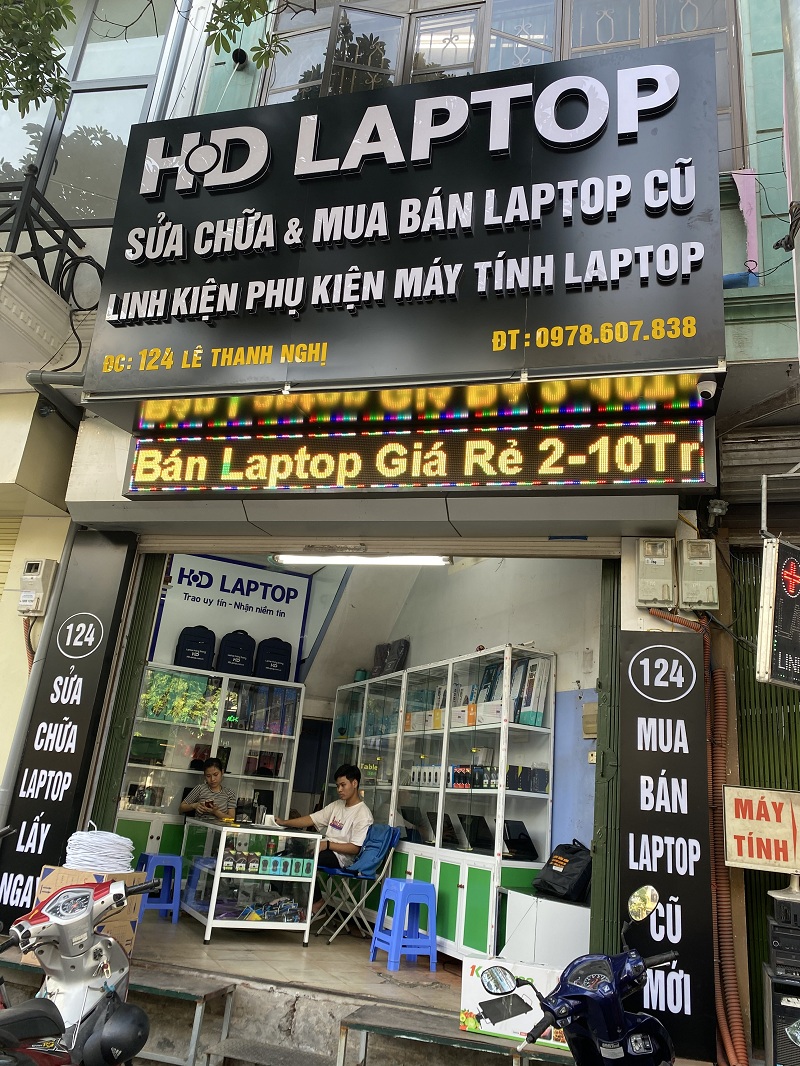 HD LAPTOP
SỬA CHỮA & MUA BÁN LAPTOP CŨ
LINH KIỆN PHỤ KIỆN MÁY TÍNH LAPTOP
ĐC: 124 LÊ THANH NGHỊ
ĐT: 0978.607.838
Bán Laptop Giá Rẻ 2-10Tr
HD LAPTOP
Trao uy tín - Nhận niềm tin
124
SỬA
CHỮA
LAPTOP
LẤY
NGA
124
MUA
BÁN
LAPTOP
CŨ
MỚI
MÁY
TÍNH
LINH